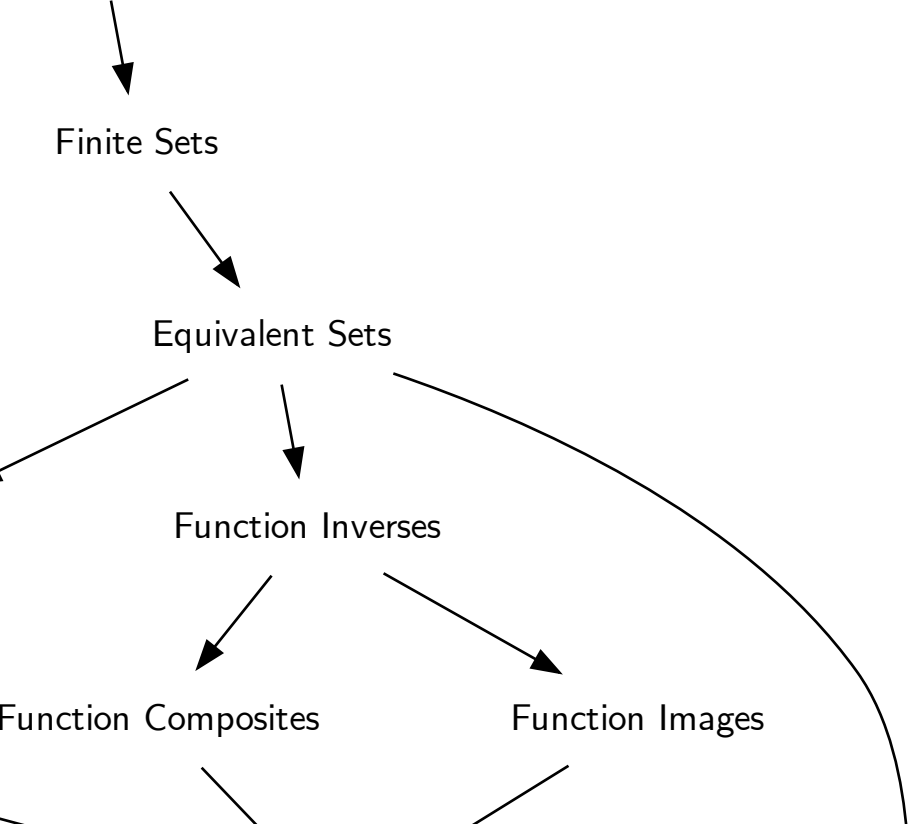 Finite Sets
Equivalent Sets
Function Inverses
Function Composites
Function Images